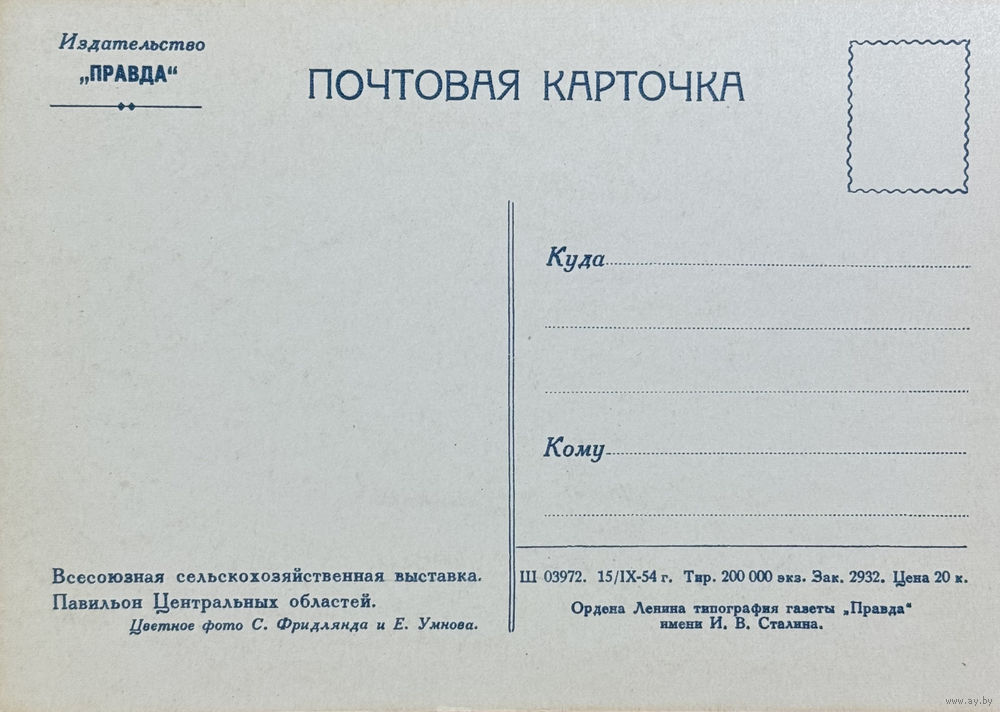 Издательство
„ПРАВДА“
ПОЧТОВАЯ КАРТОЧКА
Куда
Кому
Всесоюзная сельскохозяйственная выставка.
Павильон Центральных областей.
Цветное фото С. Фридлянда и Е. Умнова.
Ш 03972. 15/IX-54 г. Тир. 200 000 экз. Зак. 2932. Цена 20 к.
Ордена Ленина типография газеты „Правда“
имени И. В. Сталина.
www.ay.by